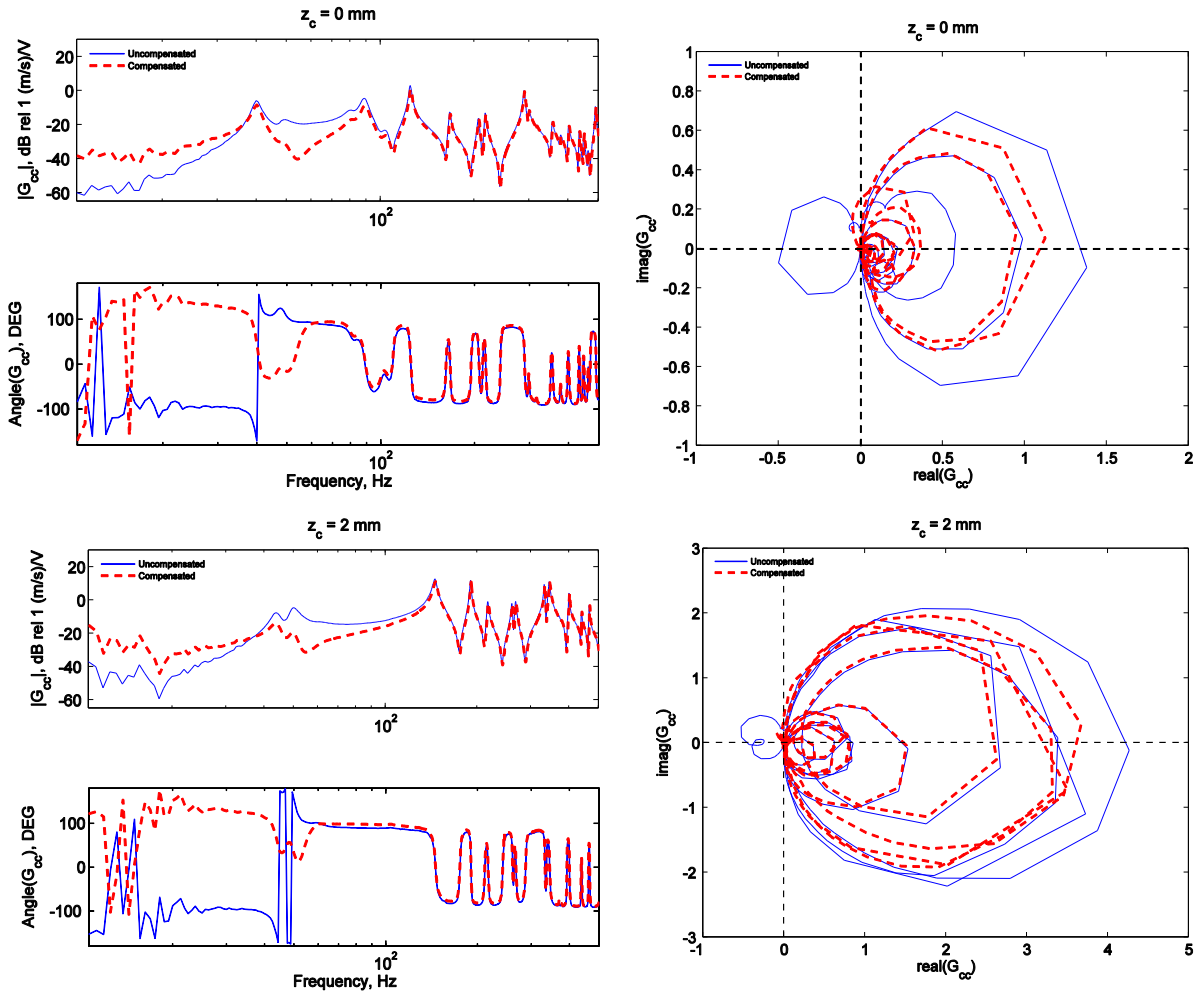 z_c = 0 mm
|G_cc|, dB rel 1 (m/s)/V
20
0
-20
-40
-60
Uncompensated
Compensated
10^2
Angle(G_cc), DEG
100
0
-100
10^2
Frequency, Hz
z_c = 0 mm
imag(G_cc)
1
0.8
0.6
0.4
0.2
0
-0.2
-0.4
-0.6
-0.8
-1
Uncompensated
Compensated
-1
-0.5
0
0.5
1
1.5
2
real(G_cc)
z_c = 2 mm
|G_cc|, dB rel 1 (m/s)/V
20
0
-20
-40
-60
Uncompensated
Compensated
10^2
Angle(G_cc), DEG
100
0
-100
10^2
Frequency, Hz
z_c = 2 mm
imag(G_cc)
3
2
1
0
-1
-2
-3
Uncompensated
Compensated
-1
0
1
2
3
4
5
real(G_cc)